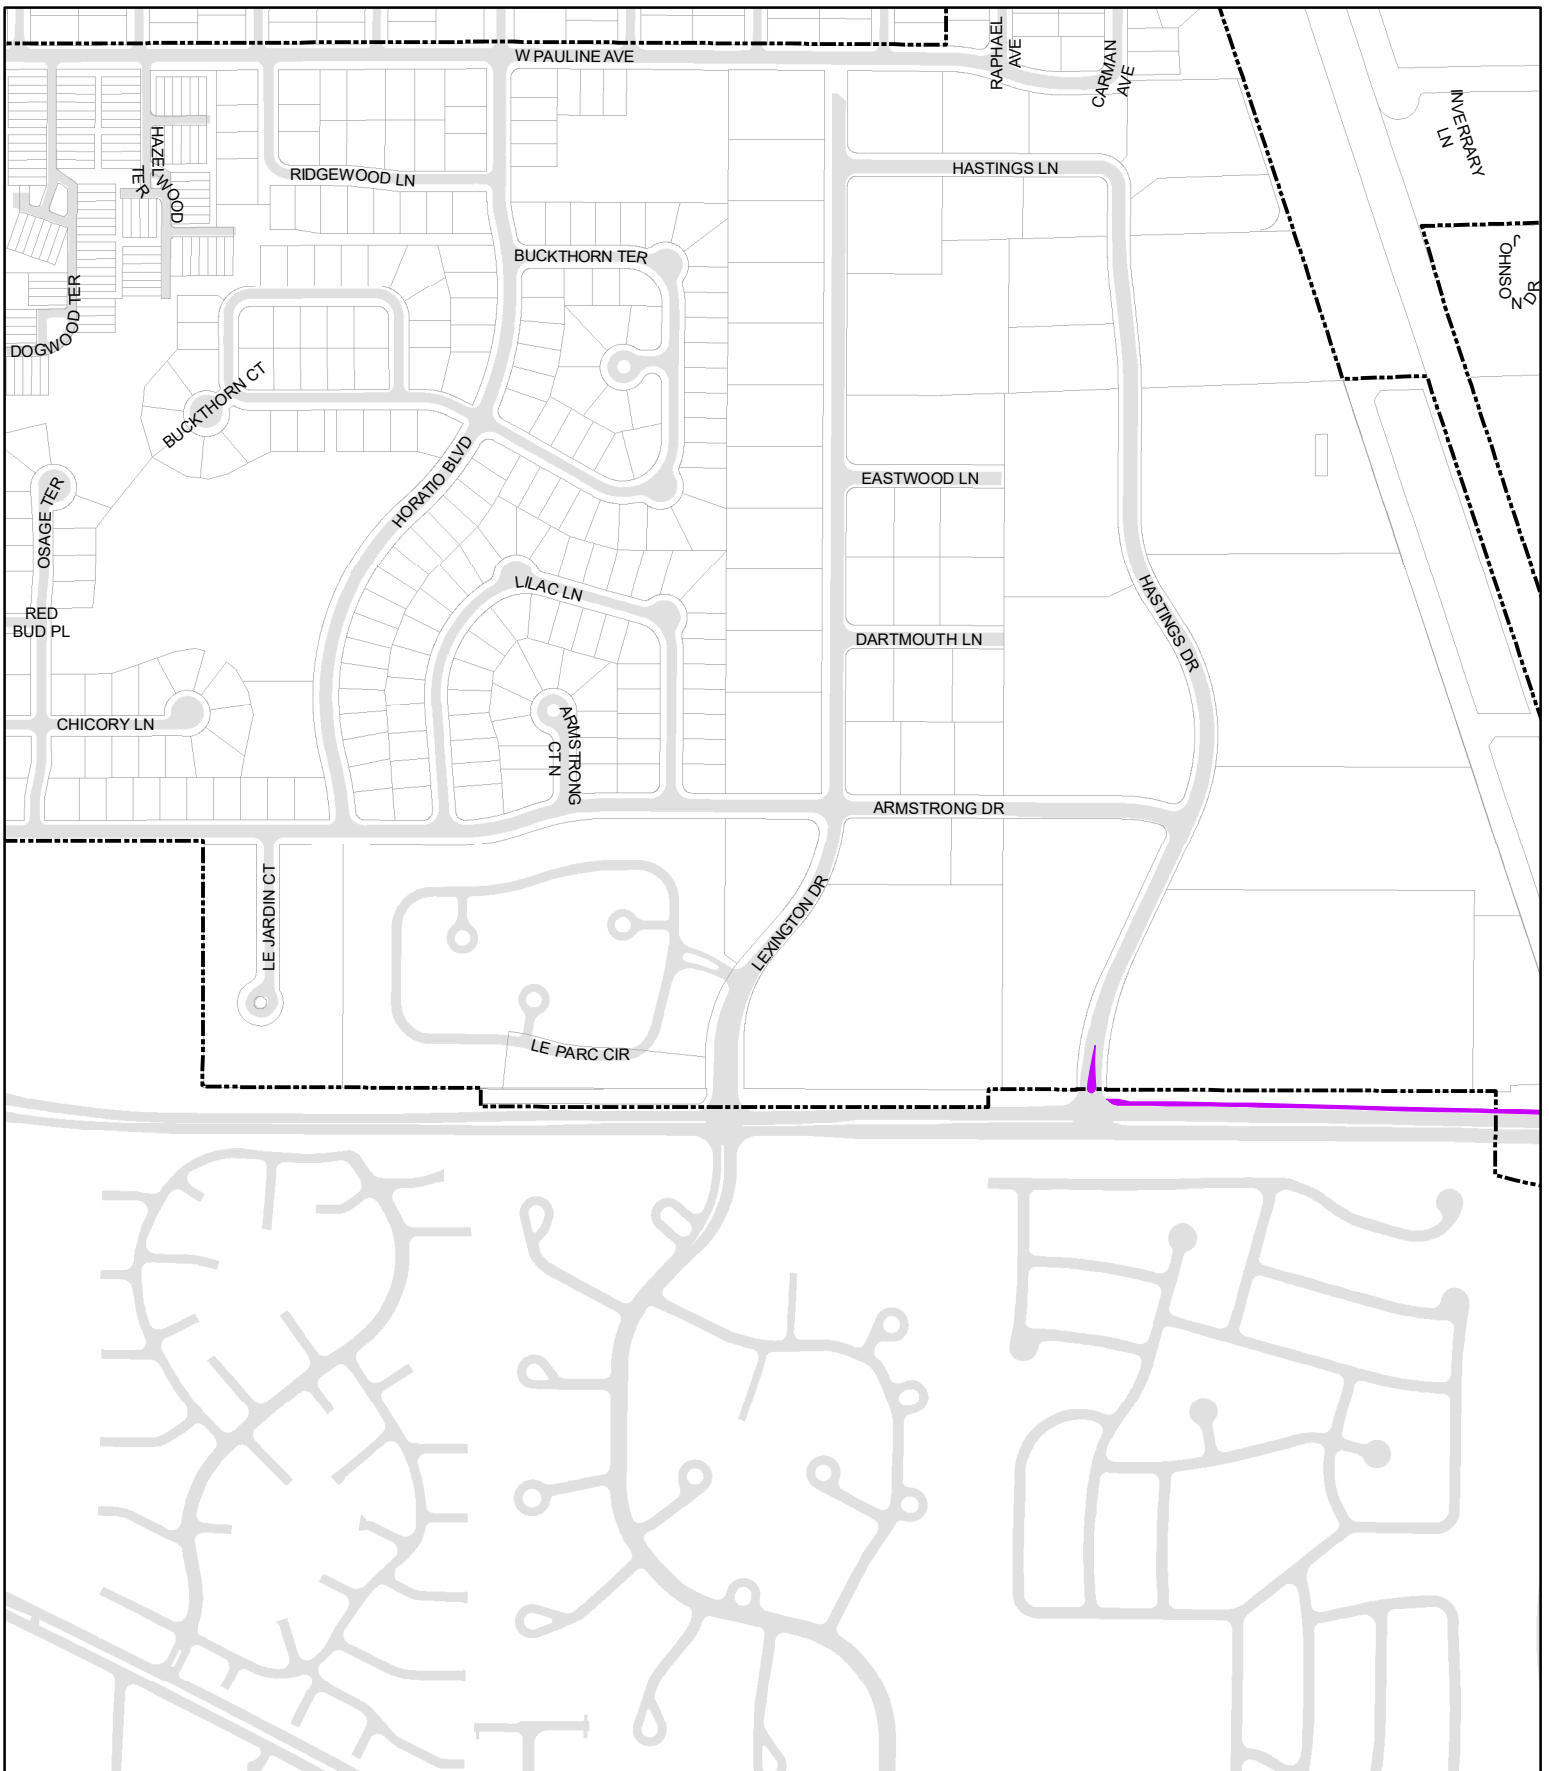 W PAULINE AVE
RAPHAEL
AVE
CARMAN
AVE
INVERRARY
LN
HAZELWOOD
TER
RIDGEWOOD LN
HASTINGS LN
BUCKTHORN TER
JOHNSON
DR
DOGWOOD TER
BUCKTHORN CT
HORATIO BLVD
EASTWOOD LN
OSAGE TER
LILAC LN
HASTINGS DR
RED
BUD PL
DARTMOUTH LN
CHICORY LN
ARMSTRONG
CT N
ARMSTRONG DR
LE JARDIN CT
LEXINGTON DR
LE PARC CIR